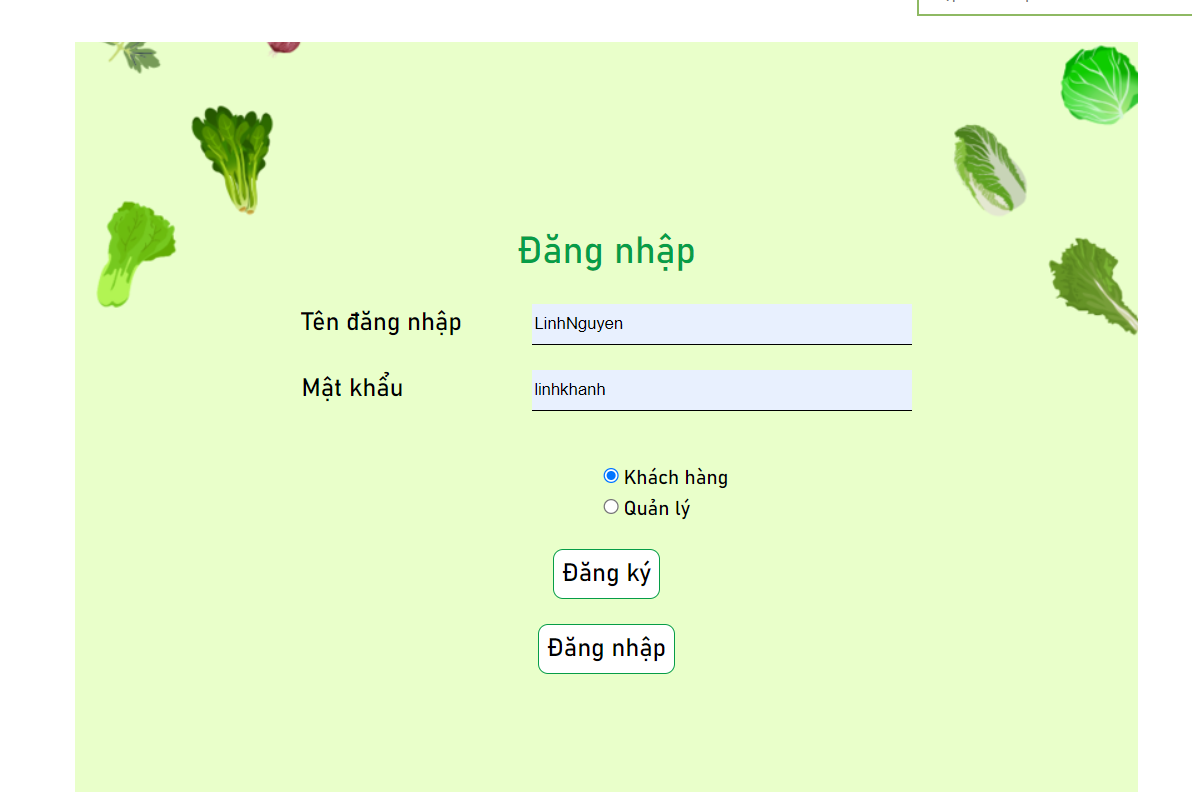 Đăng nhập
Tên đăng nhập LinhNguyen
Mật khẩu linhkhanh
Khách hàng
Quản lý
Đăng ký
Đăng nhập